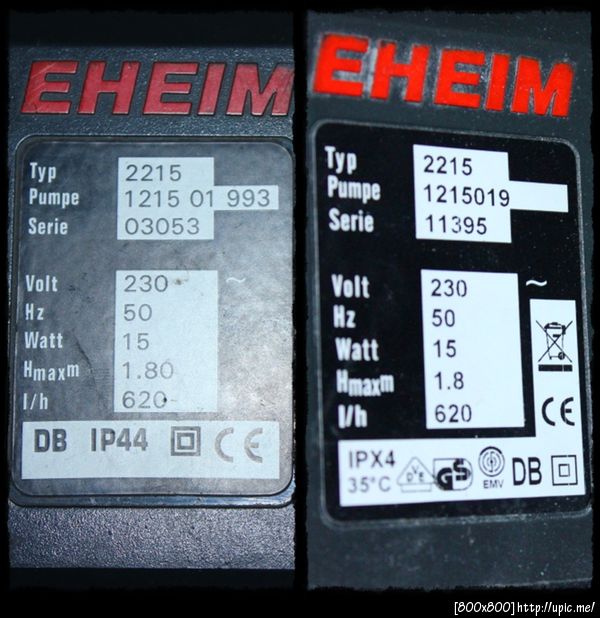 EHEIM
Typ 2215
Pumpe 1215 01 993
Serie 03053
Volt 230 ~
Hz 50
Watt 15
Hmaxm 1.80
l/h 620
DB IP44 CE
EHEIM
Typ 2215
Pumpe 1215019
Serie 11395
Volt 230 ~
Hz 50
Watt 15
Hmaxm 1.8
l/h 620
CE
IPX4
35°C
VDE GS EMV DB
[800x800] http://upic.me/